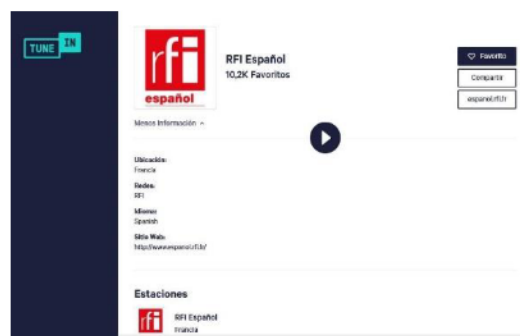 TUNE IN
rfi
español
RFI Español
10,2K Favoritos
Favorito
Compartir
espanol.rfi.fr
Menos Información
Ubicación:
Francia
Redes:
RFI
Idioma:
Spanish
Sitio Web:
http://www.espanol.rfi.fr/
Estaciones
rfi
RFI Español
Francia